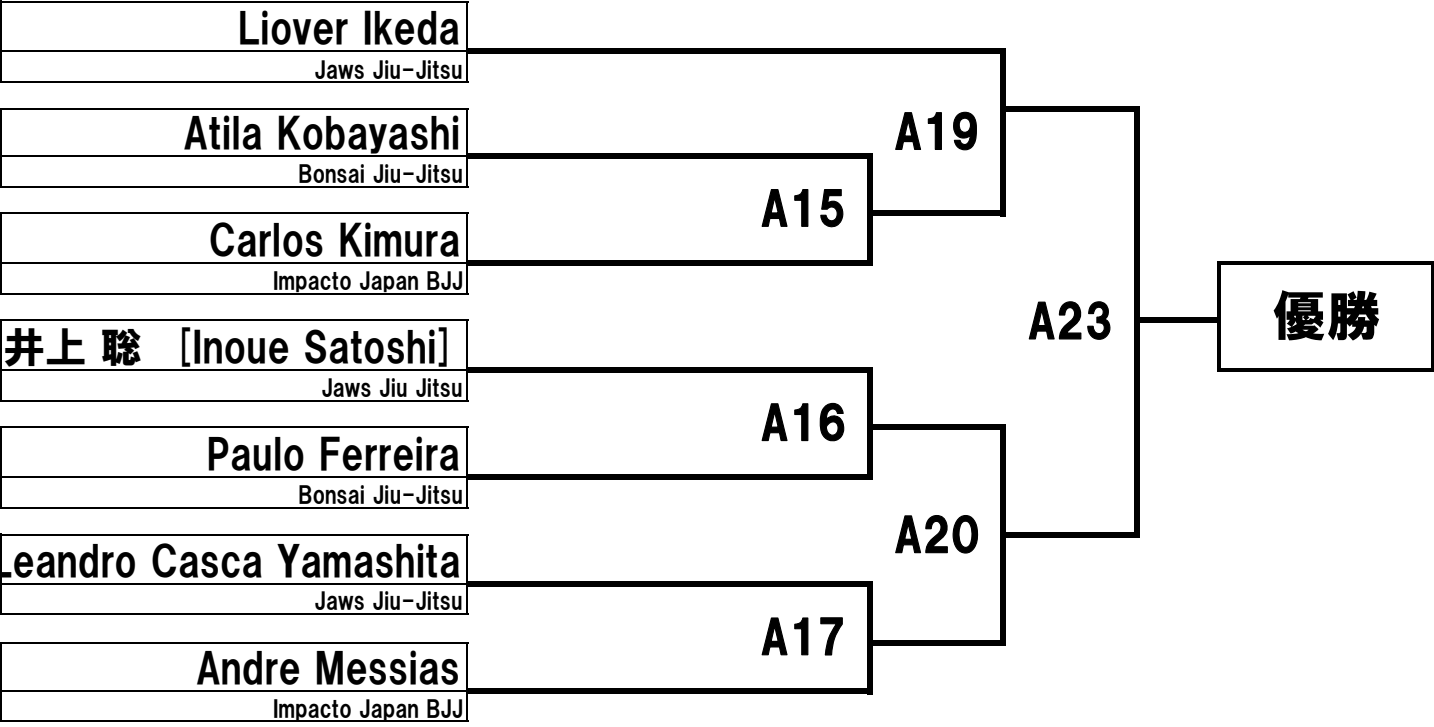 Liover Ikeda
Jaws Jiu-Jitsu
A19
Atila Kobayashi
Bonsai Jiu-Jitsu
A15
Carlos Kimura
Impacto Japan BJJ
A23
優勝
井上 聡 [Inoue Satoshi]
Jaws Jiu Jitsu
A16
Paulo Ferreira
Bonsai Jiu-Jitsu
A20
Leandro Casca Yamashita
Jaws Jiu-Jitsu
A17
Andre Messias
Impacto Japan BJJ